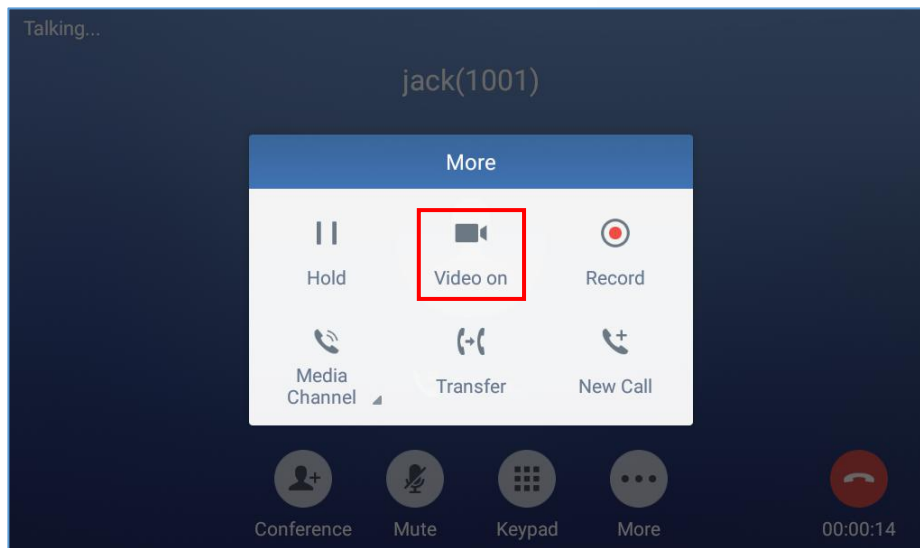 Talking...
jack(1001)
More
Hold
Video on
Record
Media
Channel
Transfer
New Call
Conference
Mute
Keypad
More
00:00:14